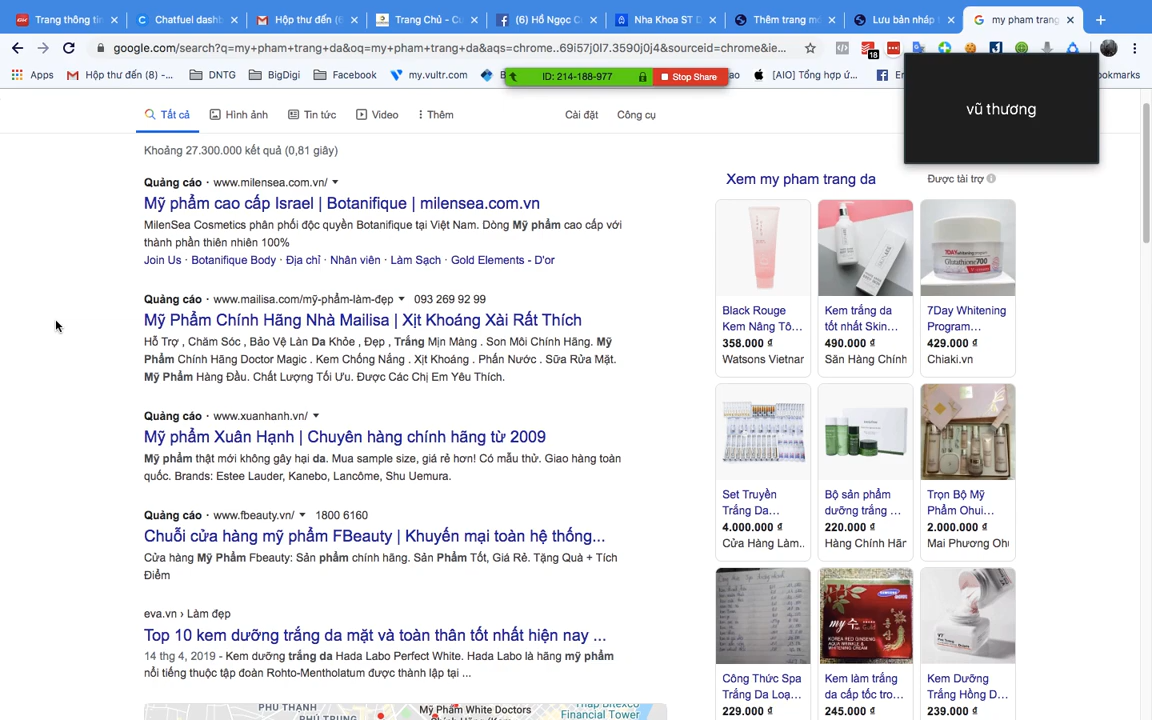 Trang thông tin
Chatfuel dashb
Hộp thư đến (6
Trang Chủ - Cu
(6) Hồ Ngọc C
Nha Khoa ST D
Thêm trang mớ
Lưu bản nháp
my pham trang
google.com/search?q=my+pham+trang+da&oq=my+pham+trang+da&aqs=chrome..69i57j0l7.3590j0j4&sourceid=chrome&ie...
18
Apps
Hộp thư đến (8) -...
DNTG
BigDigi
Facebook
my.vultr.com
ID: 214-188-977
Stop Share
[AIO] Tổng hợp ứ...
vũ thương
Tất cả
Hình ảnh
Tin tức
Video
Thêm
Cài đặt
Công cụ
Khoảng 27.300.000 kết quả (0,81 giây)
Quảng cáo · www.milensea.com.vn/
Mỹ phẩm cao cấp Israel | Botanifique | milensea.com.vn
MilenSea Cosmetics phân phối độc quyền Botanifique tại Việt Nam. Dòng Mỹ phẩm cao cấp với
thành phần thiên nhiên 100%
Join Us · Botanifique Body · Địa chỉ · Nhân viên · Làm Sạch · Gold Elements - D'or
Quảng cáo · www.mailisa.com/mỹ-phẩm-làm-đẹp 093 269 92 99
Mỹ Phẩm Chính Hãng Nhà Mailisa | Xịt Khoáng Xài Rất Thích
Hỗ Trợ , Chăm Sóc , Bảo Vệ Làn Da Khỏe , Đẹp , Trắng Mịn Màng . Son Môi Chính Hãng. Mỹ
Phẩm Chính Hãng Doctor Magic . Kem Chống Nắng . Xịt Khoáng . Phấn Nước . Sữa Rửa Mặt.
Mỹ Phẩm Hàng Đầu. Chất Lượng Tối Ưu. Được Các Chị Em Yêu Thích.
Quảng cáo · www.xuanhanh.vn/
Mỹ phẩm Xuân Hạnh | Chuyên hàng chính hãng từ 2009
Mỹ phẩm thật mới không gây hại da. Mua sample size, giá rẻ hơn! Có mẫu thử. Giao hàng toàn
quốc. Brands: Estee Lauder, Kanebo, Lancôme, Shu Uemura.
Quảng cáo · www.fbeauty.vn/ 1800 6160
Chuỗi cửa hàng mỹ phẩm FBeauty | Khuyến mại toàn hệ thống...
Cửa hàng Mỹ Phẩm Fbeauty: Sản phẩm chính hãng. Sản Phẩm Tốt, Giá Rẻ. Tặng Quà + Tích
Điểm
eva.vn › Làm đẹp
Top 10 kem dưỡng trắng da mặt và toàn thân tốt nhất hiện nay ...
14 thg 4, 2019 - Kem dưỡng trắng da Hada Labo Perfect White. Hada Labo là hãng mỹ phẩm
nổi tiếng thuộc tập đoàn Rohto-Mentholatum được thành lập tại ...
PHÚ THẠNH
PHÚ TRUNG
Mỹ Phẩm White Doctors
Tháp Bitexco
Financial Tower
Xem my pham trang da
Được tài trợ
Black Rouge
Kem Nâng Tô...
358.000 ₫
Watsons Vietnar
Kem trắng da
tốt nhất Skin...
490.000 ₫
Săn Hàng Chính
7Day Whitening
Program...
429.000 ₫
Chiaki.vn
Set Truyền
Trắng Da...
4.000.000 ₫
Cửa Hàng Làm..
Bộ sản phẩm
dưỡng trắng ...
220.000 ₫
Hàng Chính Hãr
Trọn Bộ Mỹ
Phẩm Ohui...
2.000.000 ₫
Mai Phương Ohu
Công Thức Spa
Trắng Da Loạ...
229.000 ₫
Kem làm trắng
da cấp tốc tro...
245.000 ₫
Kem Dưỡng
Trắng Hồng D...
239.000 ₫